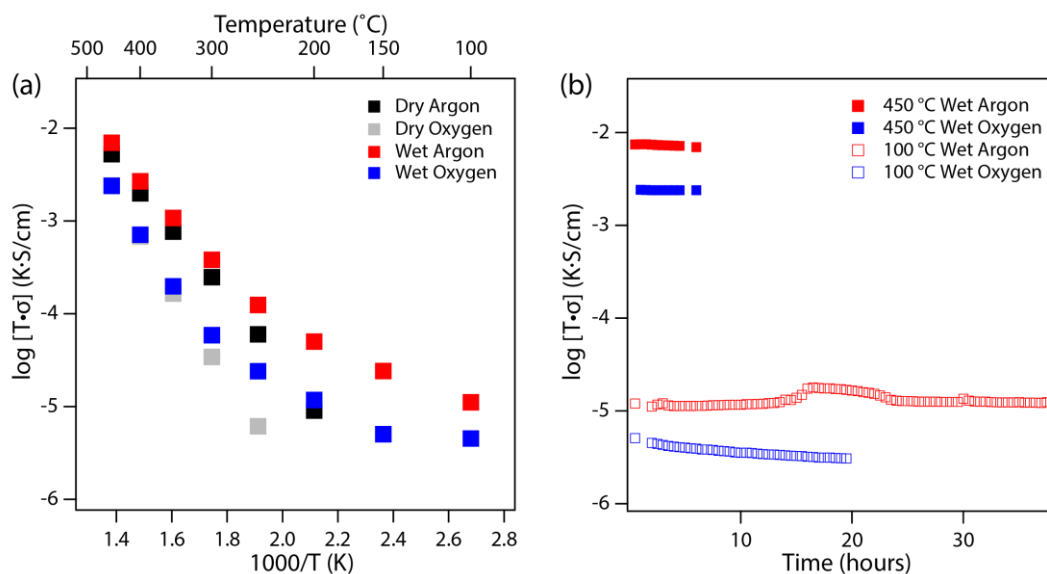 Temperature (˚C)
500 400 300 200 150 100
(a)
-2
-3
-4
-5
-6
log [T•σ] (K·S/cm)
Dry Argon
Dry Oxygen
Wet Argon
Wet Oxygen
1.4 1.6 1.8 2.0 2.2 2.4 2.6 2.8
1000/T (K)
(b)
-2
-3
-4
-5
-6
log [T•σ] (K·S/cm)
450 °C Wet Argon
450 °C Wet Oxygen
100 °C Wet Argon
100 °C Wet Oxygen
10 20 30
Time (hours)